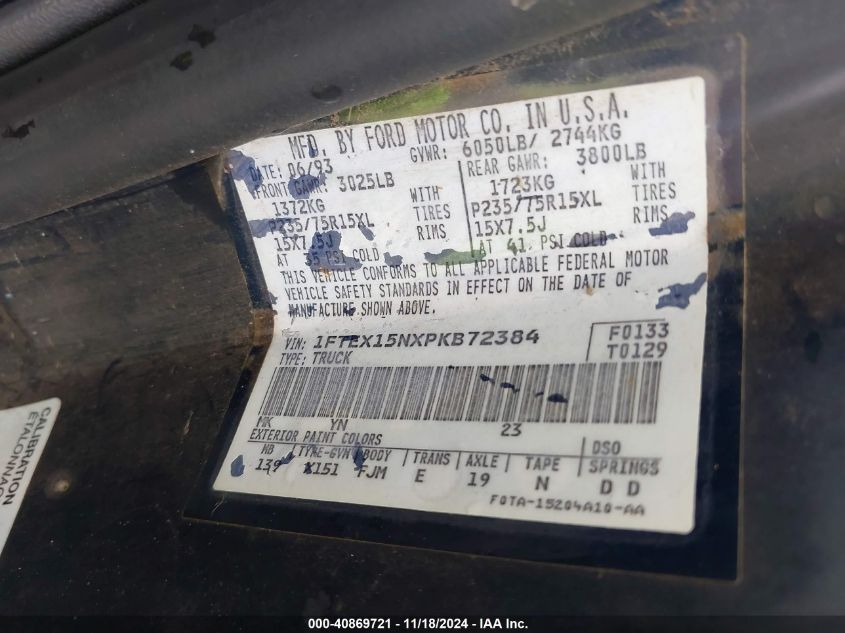 MFD. BY FORD MOTOR CO. IN U.S.A.
DATE: 06/93 GVWR: 6050LB/ 2744KG
FRONT GAWR: 3025LB REAR GAWR: 3800LB
1372KG WITH 1723KG WITH
P235/75R15XL TIRES P235/75R15XL TIRES
15X7.5J RIMS 15X7.5J RIMS
AT 35 PSI COLD AT 41 PSI COLD
THIS VEHICLE CONFORMS TO ALL APPLICABLE FEDERAL MOTOR
VEHICLE SAFETY STANDARDS IN EFFECT ON THE DATE OF
MANUFACTURE SHOWN ABOVE.
VIN: 1FTEX15NXPKB72384 F0133
TYPE: TRUCK T0129
MK YN 23
EXTERIOR PAINT COLORS DSO
WB TYPE-GVW BODY TRANS AXLE TAPE SPRINGS
139 X151 FJM E 19 N D D
F0TA-15204A10-AA
CALIBRATION
ETALONNAG
000-40869721 - 11/18/2024 - IAA Inc.